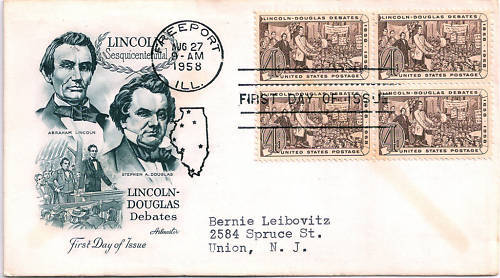 LINCOLN
Sesquicentennial
FREEPORT
AUG 27
9-AM
1958
ILL.
LINCOLN-DOUGLAS DEBATES
4¢
UNITED STATES POSTAGE
LINCOLN-DOUGLAS DEBATES
4¢
UNITED STATES POSTAGE
FIRST DAY OF ISSUE
LINCOLN-DOUGLAS DEBATES
4¢
UNITED STATES POSTAGE
LINCOLN-DOUGLAS DEBATES
4¢
UNITED STATES POSTAGE
ABRAHAM LINCOLN
STEPHEN A. DOUGLAS
LINCOLN-
DOUGLAS
Debates
Artmaster
First Day of Issue
Bernie Leibovitz
2584 Spruce St.
Union, N. J.